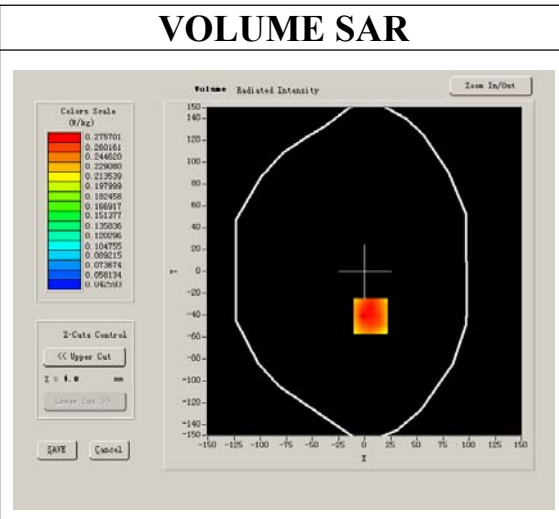 VOLUME SAR
Volume Radiated Intensity
Zoom In/Out
Colors Scale
(W/kg)
0.275701
0.260161
0.244620
0.229080
0.213539
0.197999
0.182458
0.166917
0.151377
0.135836
0.120296
0.104755
0.089215
0.073674
0.058134
0.042593
Z-Cuts Control
<< Upper Cut
Z = 4.0 mm
Lower Cut >>
SAVE
Cancel
150
140
120
100
80
60
40
20
0
-20
-40
-60
-80
-100
-120
-140
-150
Y
-150 -125 -100 -75 -50 -25 0 25 50 75 100 125 150
X